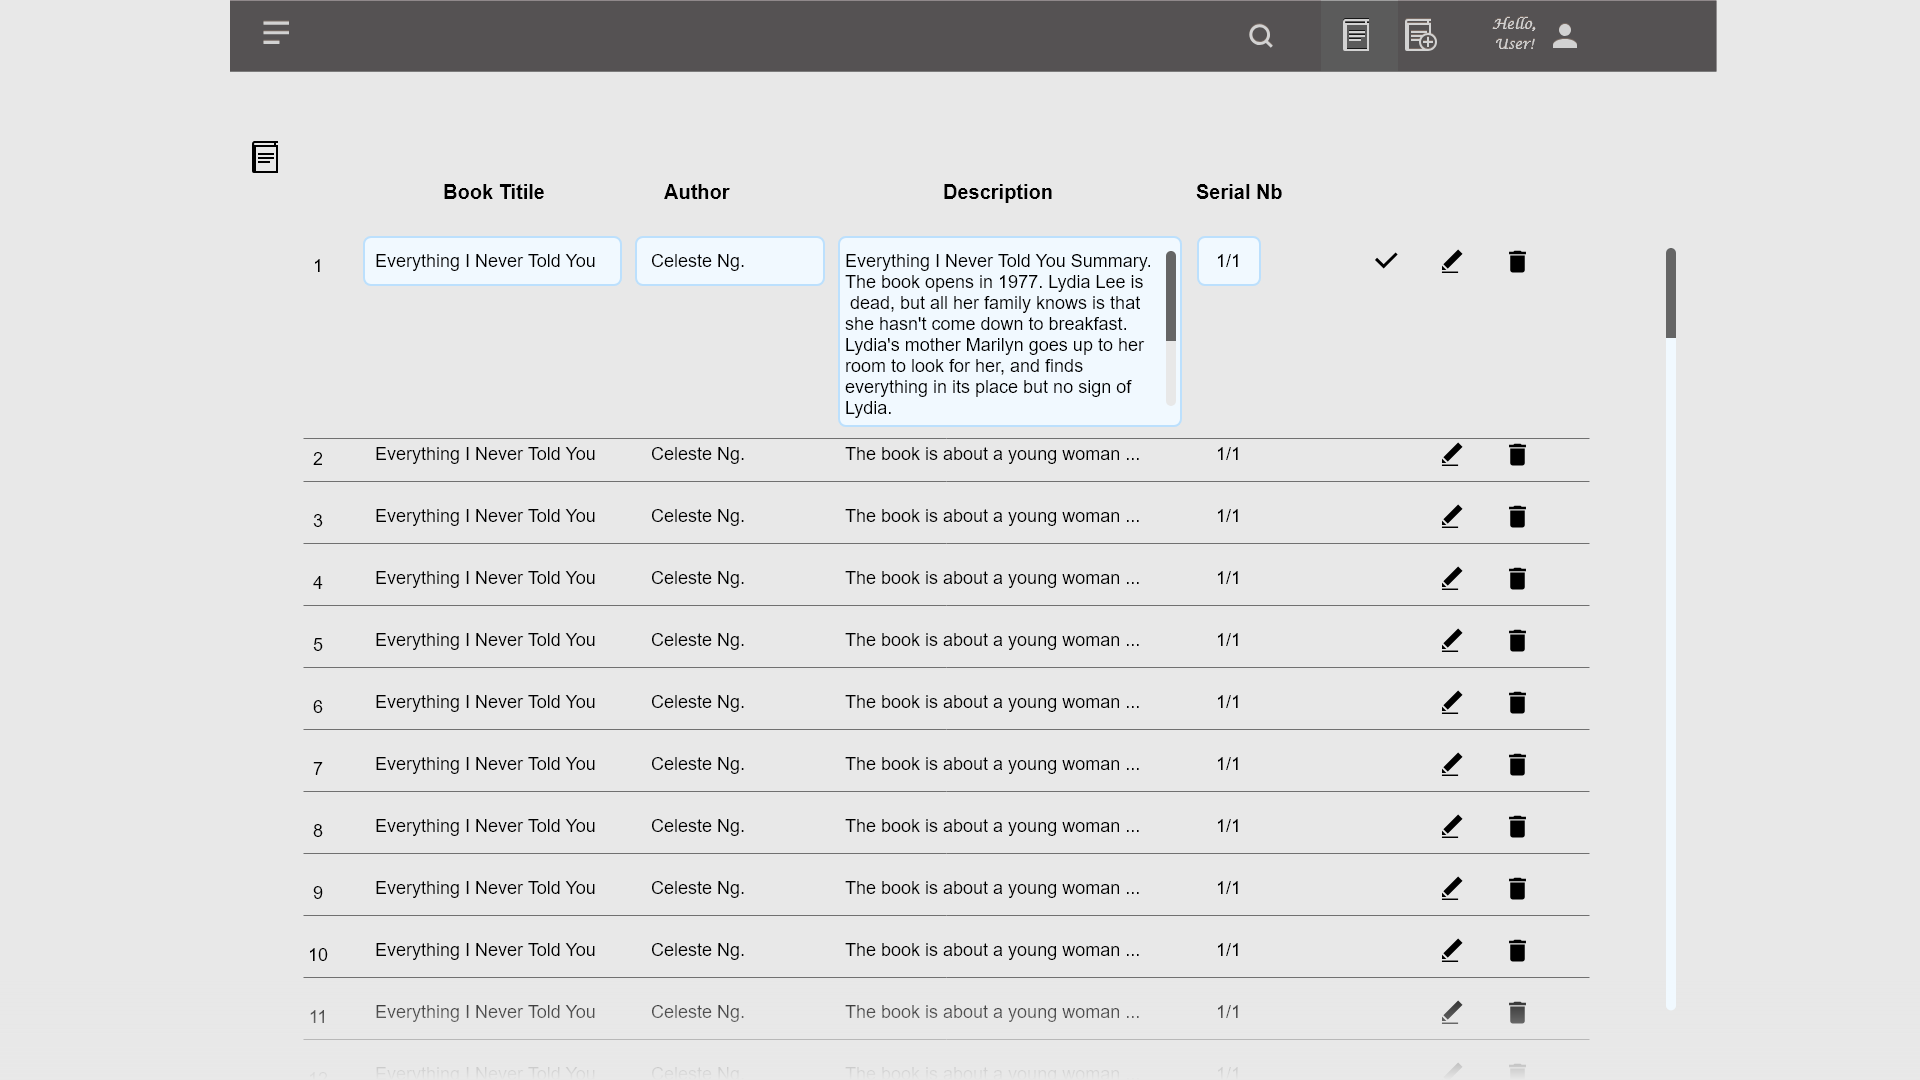 Hello,
User!
Book Titile Author Description Serial Nb
1 Everything I Never Told You Celeste Ng. Everything I Never Told You Summary. 1/1
The book opens in 1977. Lydia Lee is
dead, but all her family knows is that
she hasn't come down to breakfast.
Lydia's mother Marilyn goes up to her
room to look for her, and finds
everything in its place but no sign of
Lydia.
2 Everything I Never Told You Celeste Ng. The book is about a young woman ... 1/1
3 Everything I Never Told You Celeste Ng. The book is about a young woman ... 1/1
4 Everything I Never Told You Celeste Ng. The book is about a young woman ... 1/1
5 Everything I Never Told You Celeste Ng. The book is about a young woman ... 1/1
6 Everything I Never Told You Celeste Ng. The book is about a young woman ... 1/1
7 Everything I Never Told You Celeste Ng. The book is about a young woman ... 1/1
8 Everything I Never Told You Celeste Ng. The book is about a young woman ... 1/1
9 Everything I Never Told You Celeste Ng. The book is about a young woman ... 1/1
10 Everything I Never Told You Celeste Ng. The book is about a young woman ... 1/1
11 Everything I Never Told You Celeste Ng. The book is about a young woman ... 1/1
12 Everything I Never Told You Celeste Ng. The book is about a young woman ... 1/1